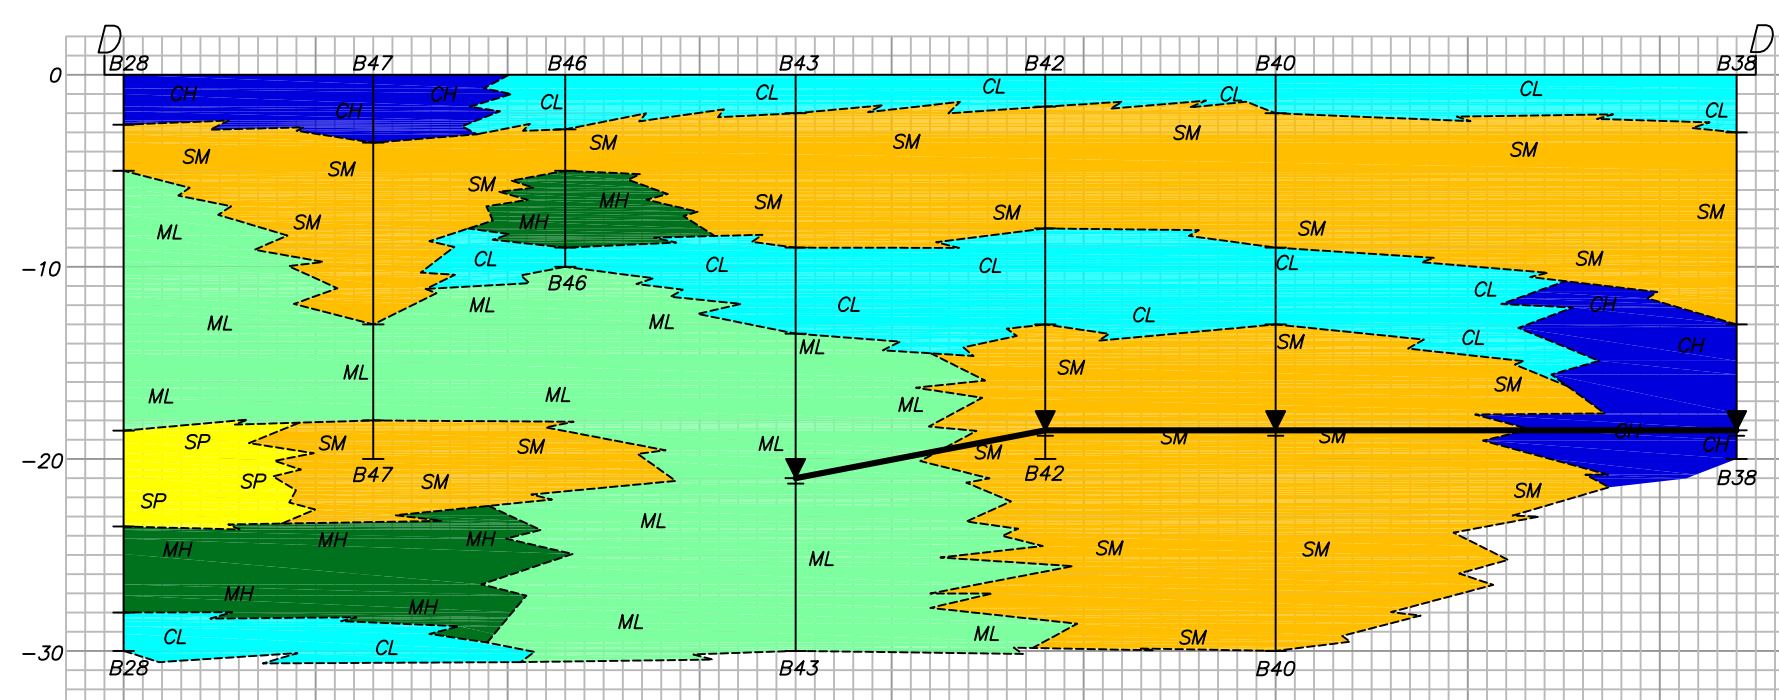 D D
B28 B47 B46 B43 B42 B40 B38
0
CH CH CH CL CL CL CL CL CL
SM SM SM SM SM SM SM
SM MH SM SM SM
ML SM MH SM SM
CL CL CL CL SM
-10
B46 ML CL CL CH
ML ML CL CL CH
ML SM SM
ML ML ML ML SM SM
SP SM SM ML SM SM SM CH CH
-20
B47 B42 B38
SP SM SM
SP ML
MH MH MH ML SM SM
MH MH ML
CL CL ML SM
-30
B28 B43 B40